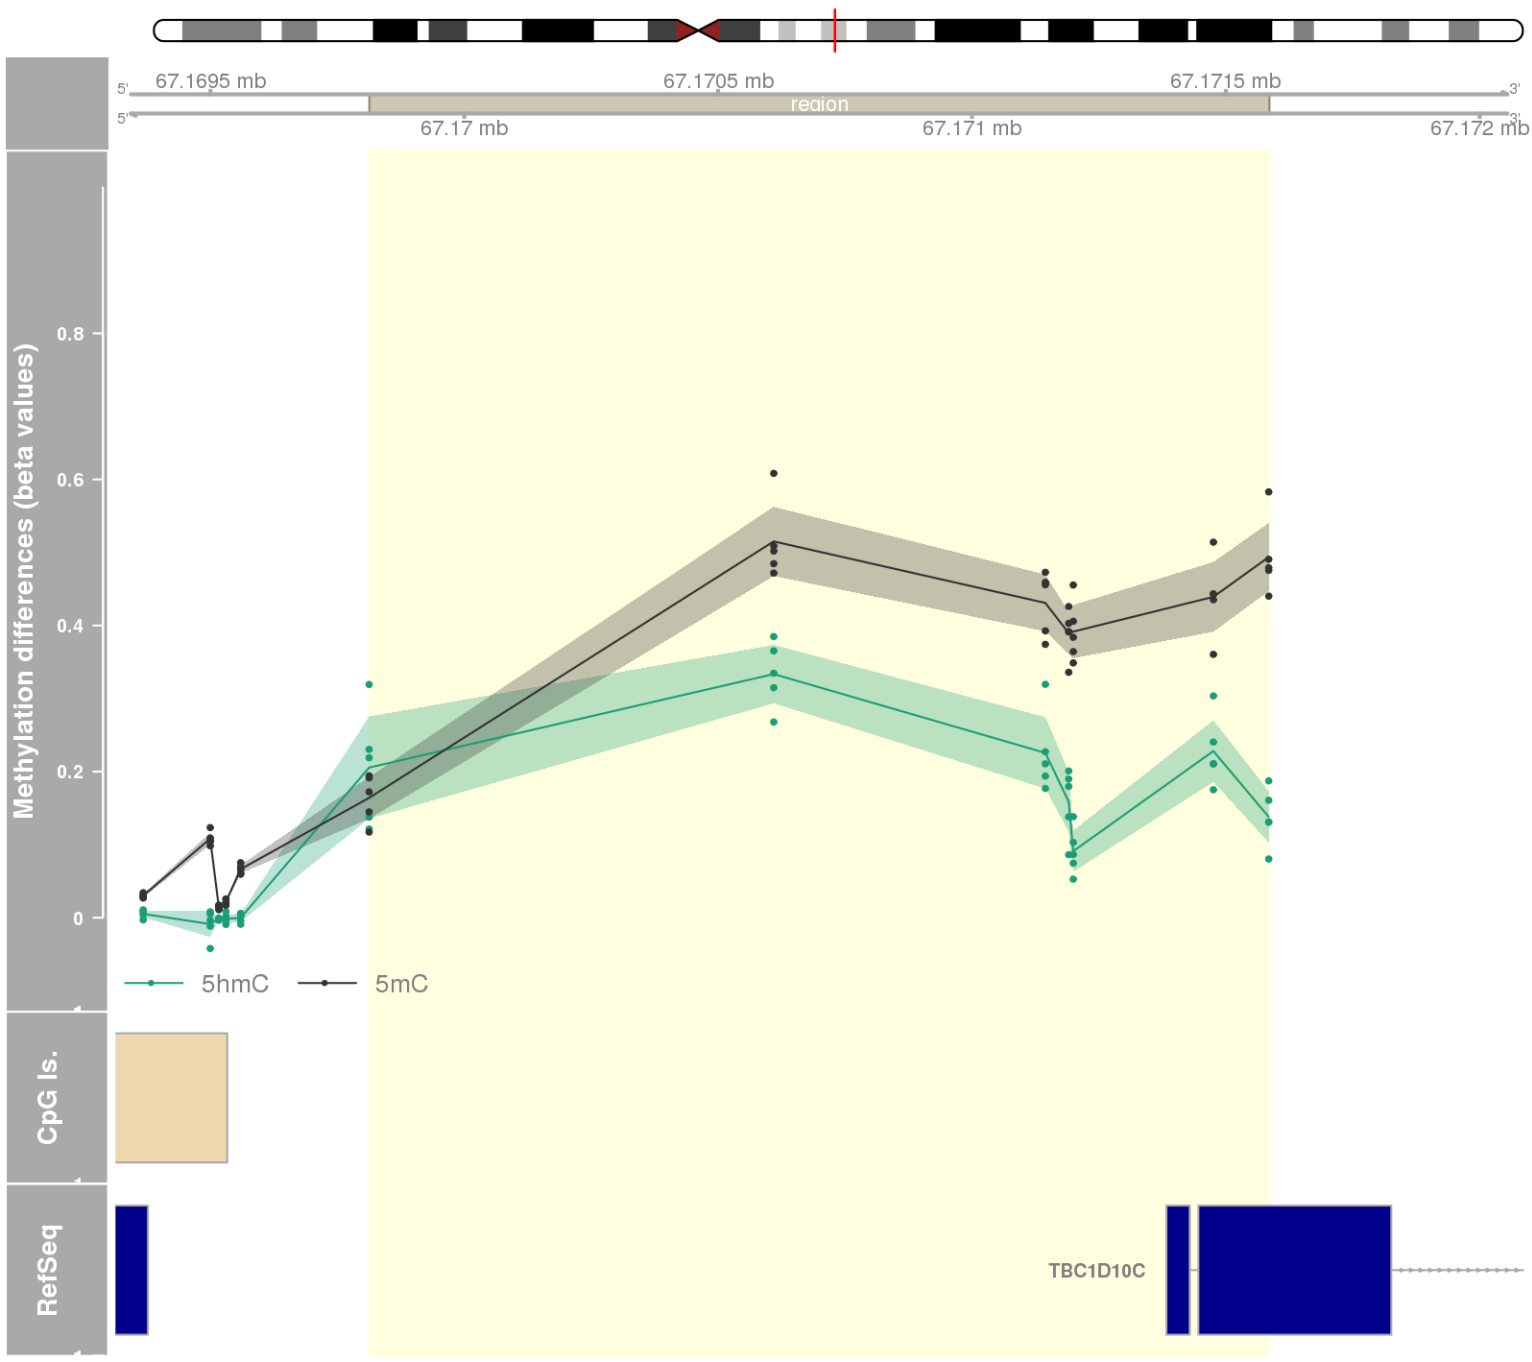 67.1695 mb 67.1705 mb 67.1715 mb
5' 3'
region
5' 3'
67.17 mb 67.171 mb 67.172 mb
Methylation differences (beta values)
0.8
0.6
0.4
0.2
0
5hmC 5mC
CpG Is.
RefSeq
TBC1D10C